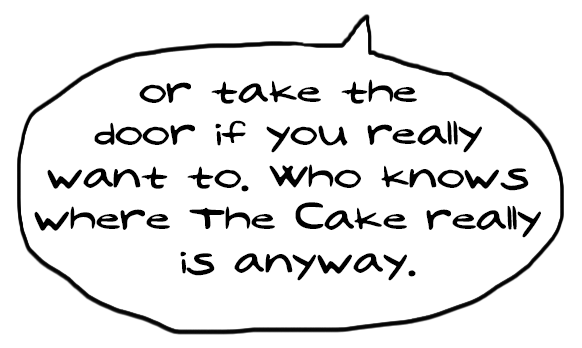 or take the
door if you really
want to. Who knows
where The Cake really
is anyway.